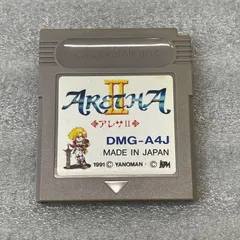 ARETHA
II
アレサII
DMG-A4J
MADE IN JAPAN
1991 © YANOMAN